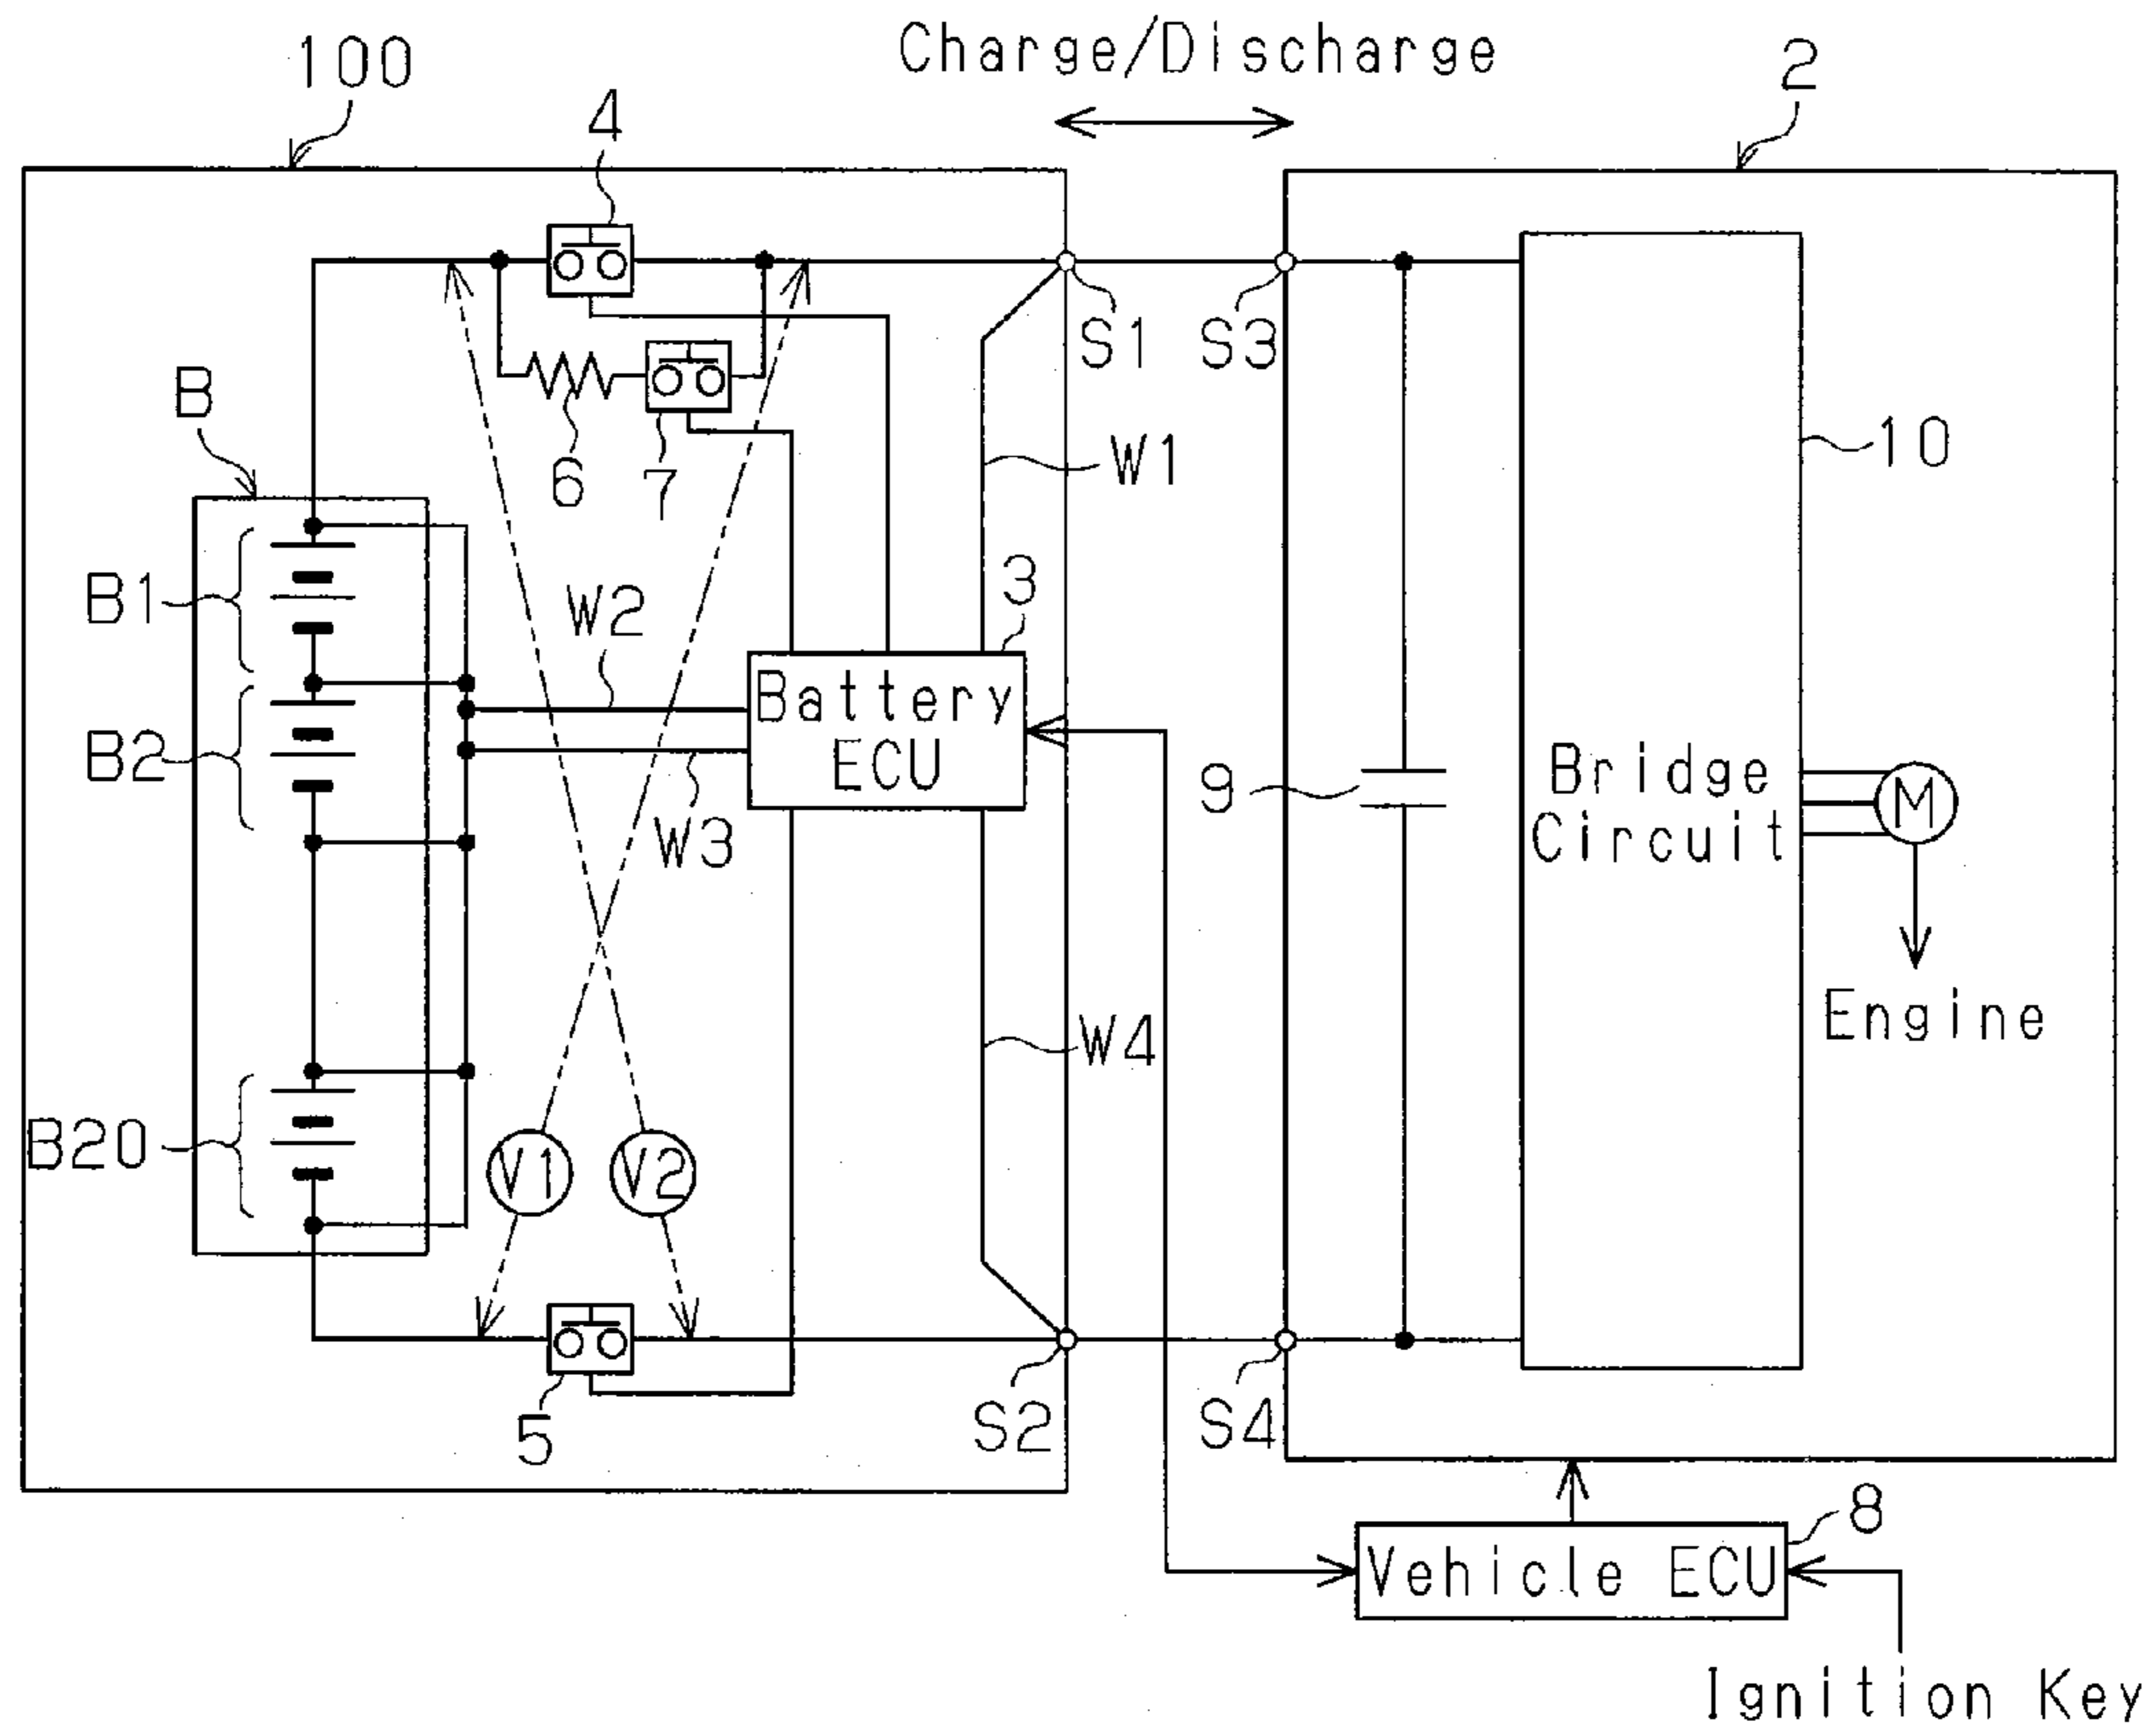 Charge/Discharge
100
2
4
S1
S3
B
6
7
W1
10
B1
W2
3
B2
Battery
ECU
W3
9
Bridge
Circuit
M
W4
Engine
B20
V1
V2
5
S2
S4
8
Vehicle ECU
Ignition Key